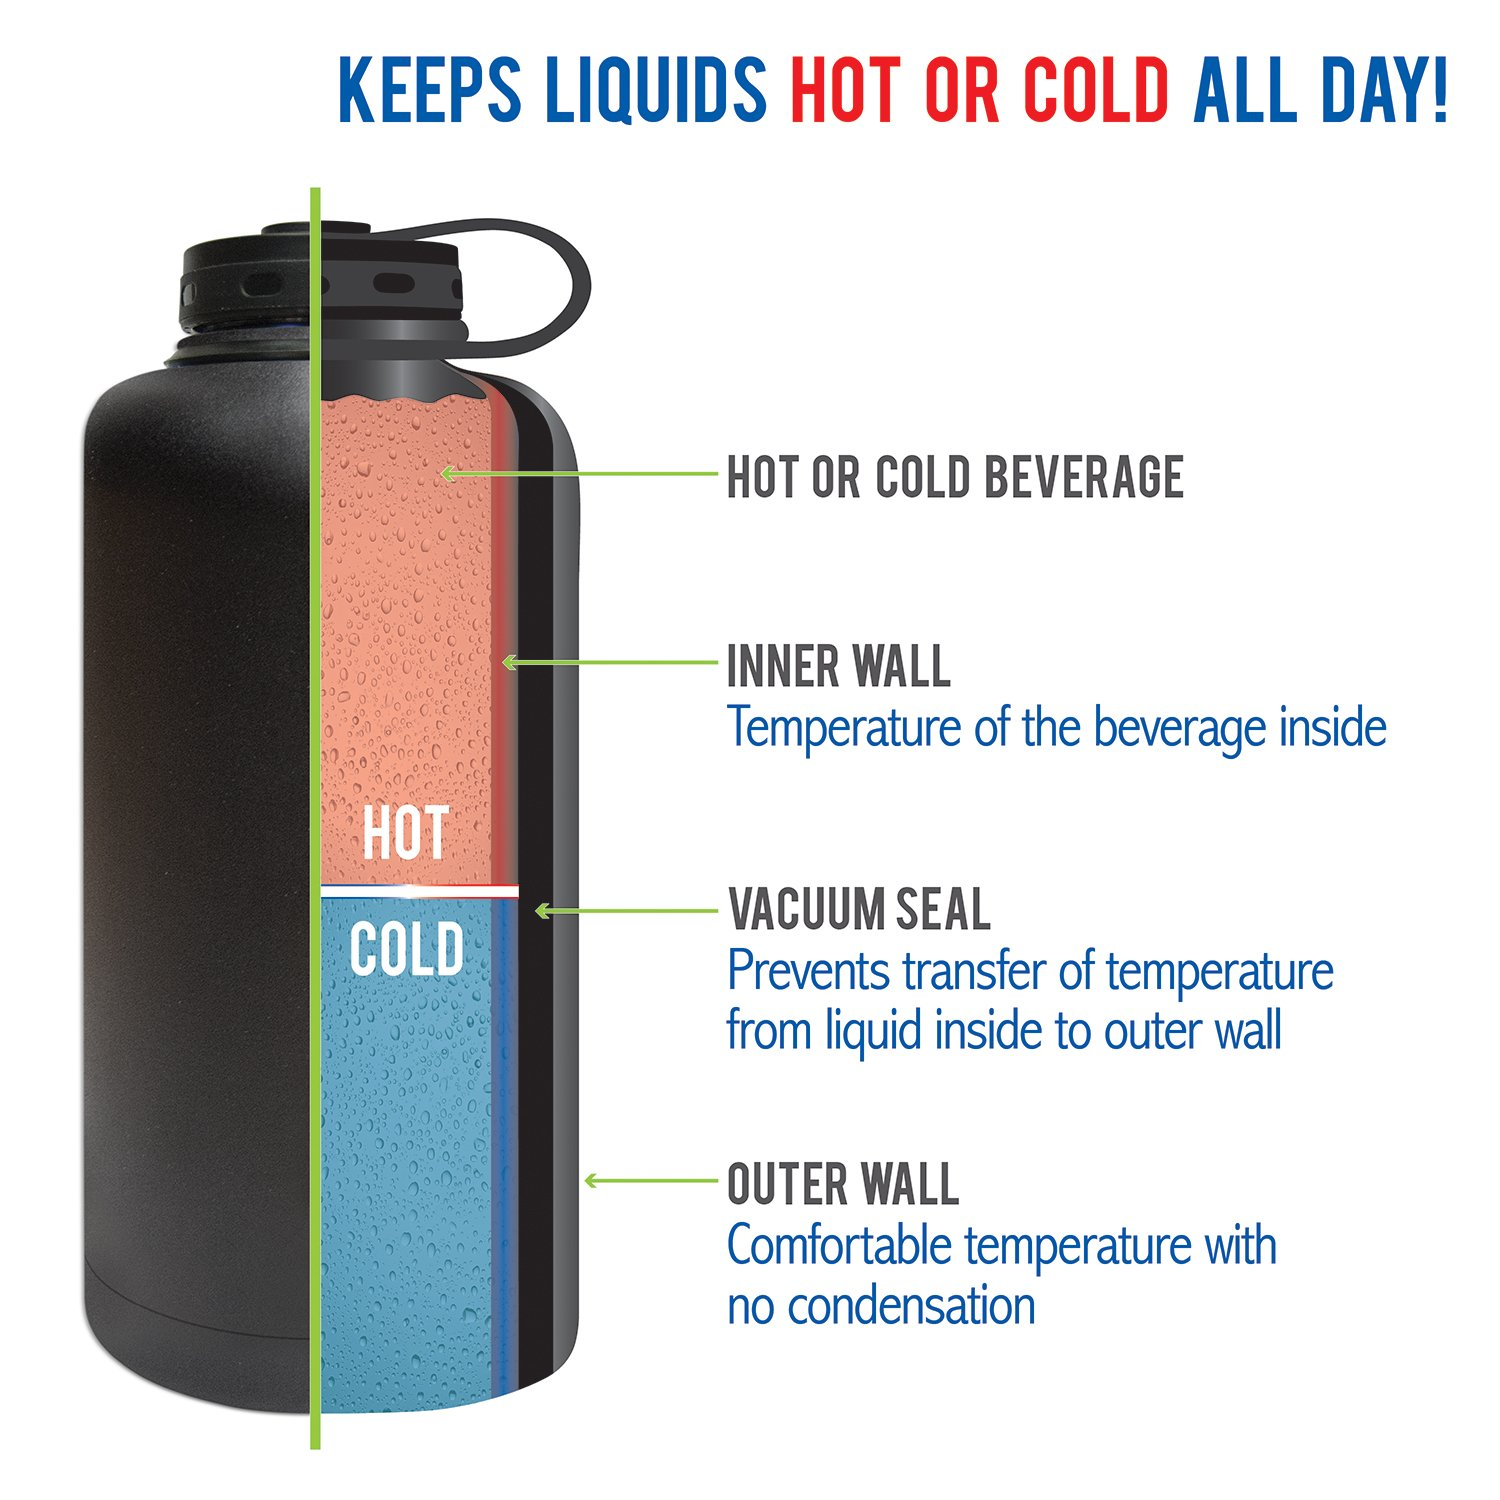 KEEPS LIQUIDS HOT OR COLD ALL DAY!
HOT OR COLD BEVERAGE
INNER WALL
Temperature of the beverage inside
HOT
COLD
VACUUM SEAL
Prevents transfer of temperature
from liquid inside to outer wall
OUTER WALL
Comfortable temperature with
no condensation